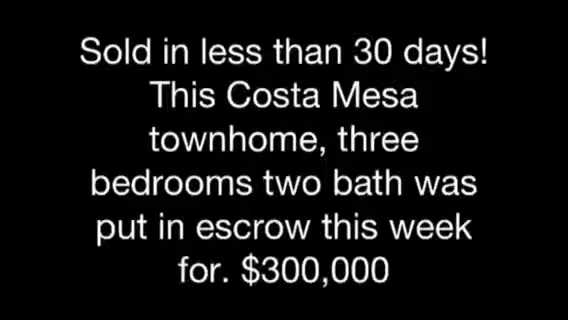 Sold in less than 30 days!
This Costa Mesa
townhome, three
bedrooms two bath was
put in escrow this week
for. $300,000